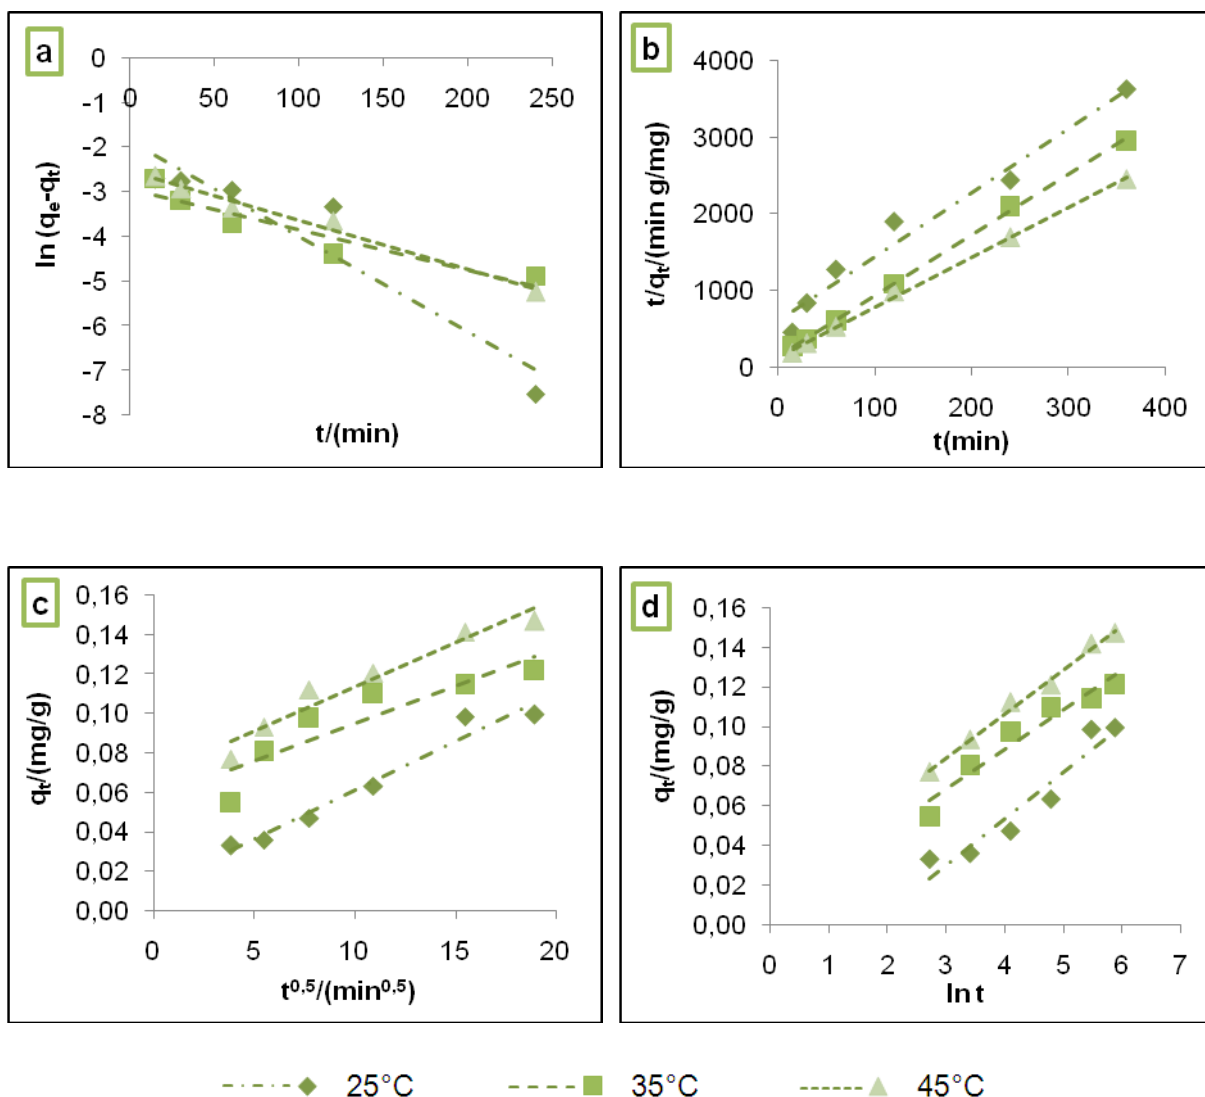 a
0
-1
-2
-3
-4
-5
-6
-7
-8
0 50 100 150 200 250
ln (qe-qt)
t/(min)
b
4000
3000
2000
1000
0
0 100 200 300 400
t/qt/(min g/mg)
t(min)
c
0,16
0,14
0,12
0,10
0,08
0,06
0,04
0,02
0,00
0 5 10 15 20
qt/(mg/g)
t0,5/(min0,5)
d
0,16
0,14
0,12
0,10
0,08
0,06
0,04
0,02
0,00
0 1 2 3 4 5 6 7
qt/(mg/g)
ln t
25°C 35°C 45°C